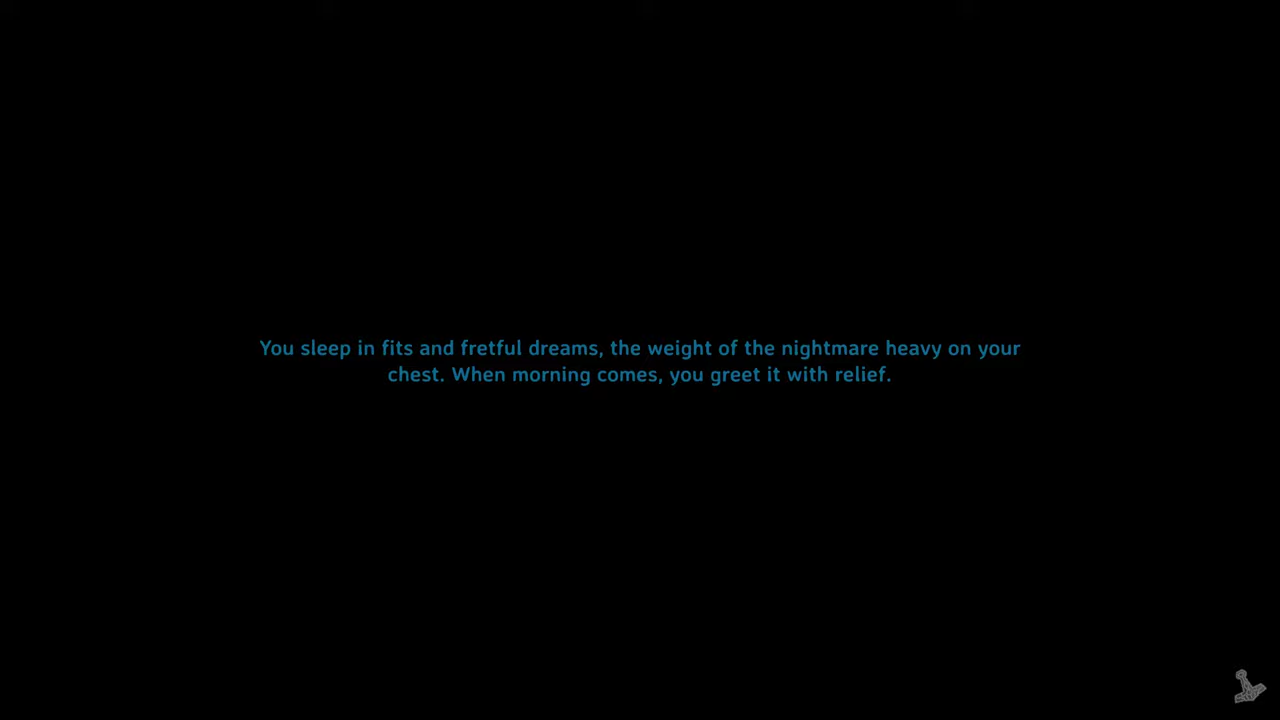 You sleep in fits and fretful dreams, the weight of the nightmare heavy on your
chest. When morning comes, you greet it with relief.